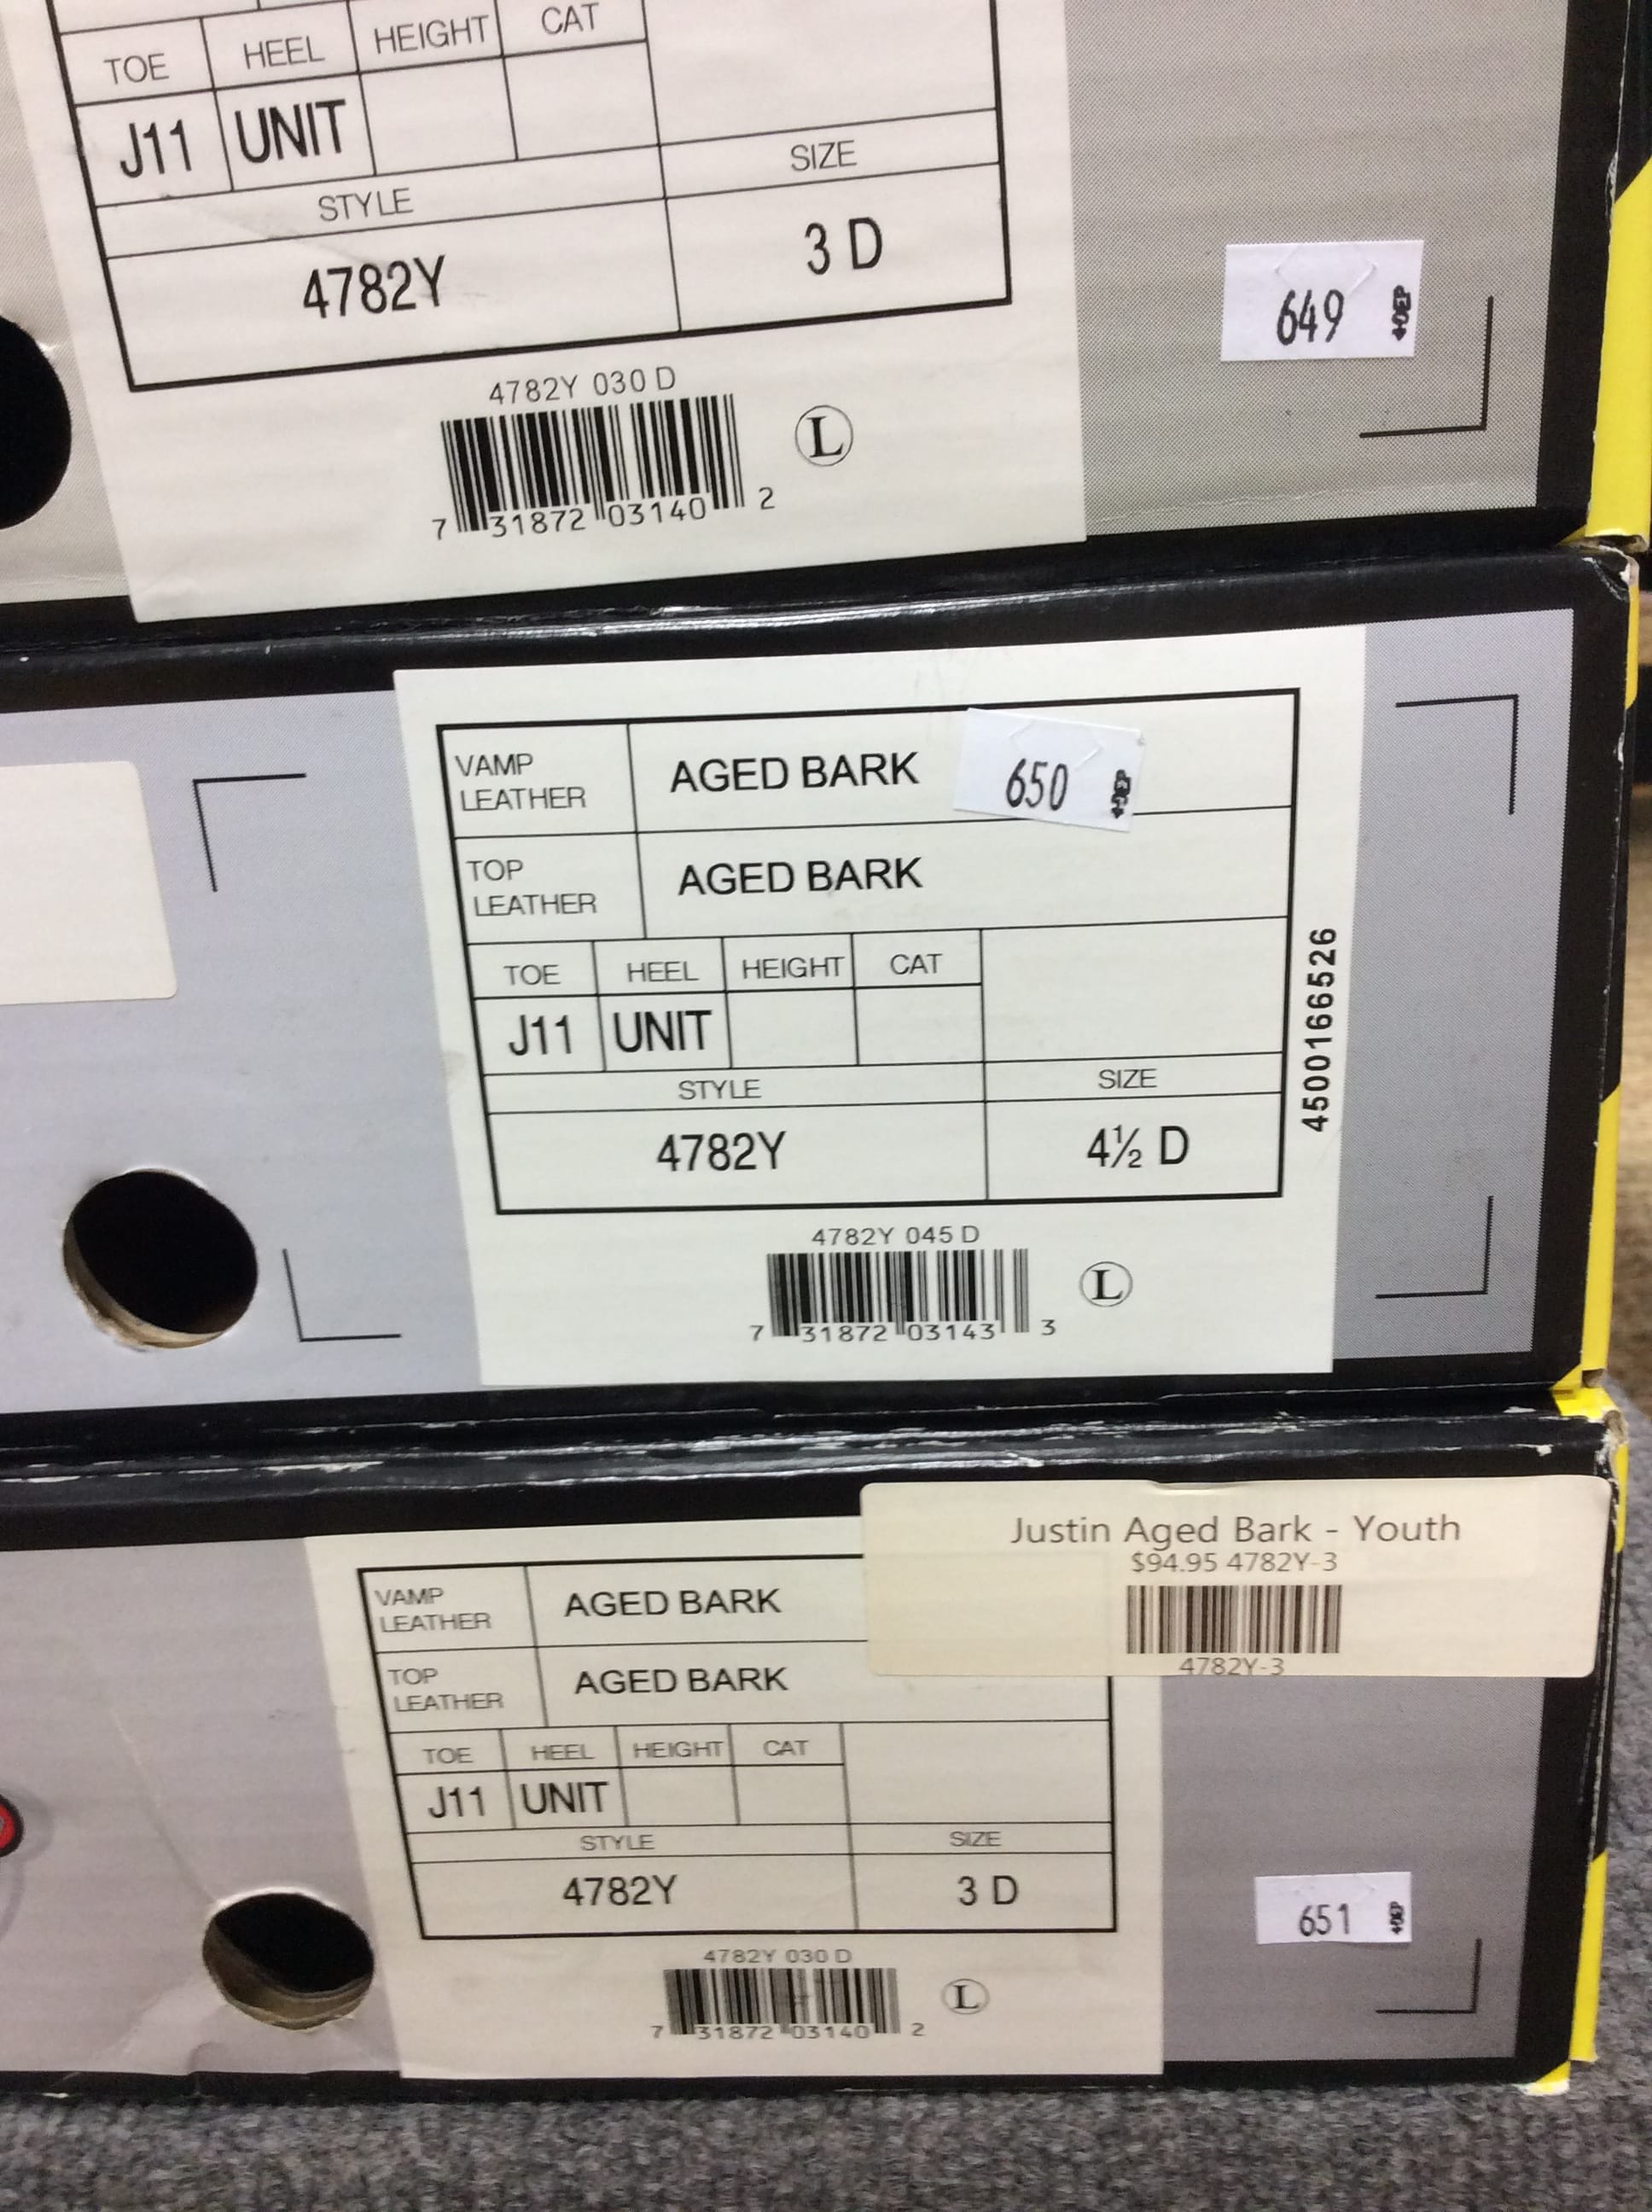 TOE HEEL HEIGHT CAT
J11 UNIT
STYLE SIZE
4782Y 3 D
649
4782Y 030 D
L
7 31872 03140 2
VAMP LEATHER AGED BARK
650
TOP LEATHER AGED BARK
TOE HEEL HEIGHT CAT
J11 UNIT
STYLE SIZE
4782Y 4½ D
4500166526
4782Y 045 D
L
7 31872 03143 3
Justin Aged Bark - Youth
$94.95 4782Y-3
4782Y-3
VAMP LEATHER AGED BARK
TOP LEATHER AGED BARK
TOE HEEL HEIGHT CAT
J11 UNIT
STYLE SIZE
4782Y 3 D
651
4782Y 030 D
L
7 31872 03140 2